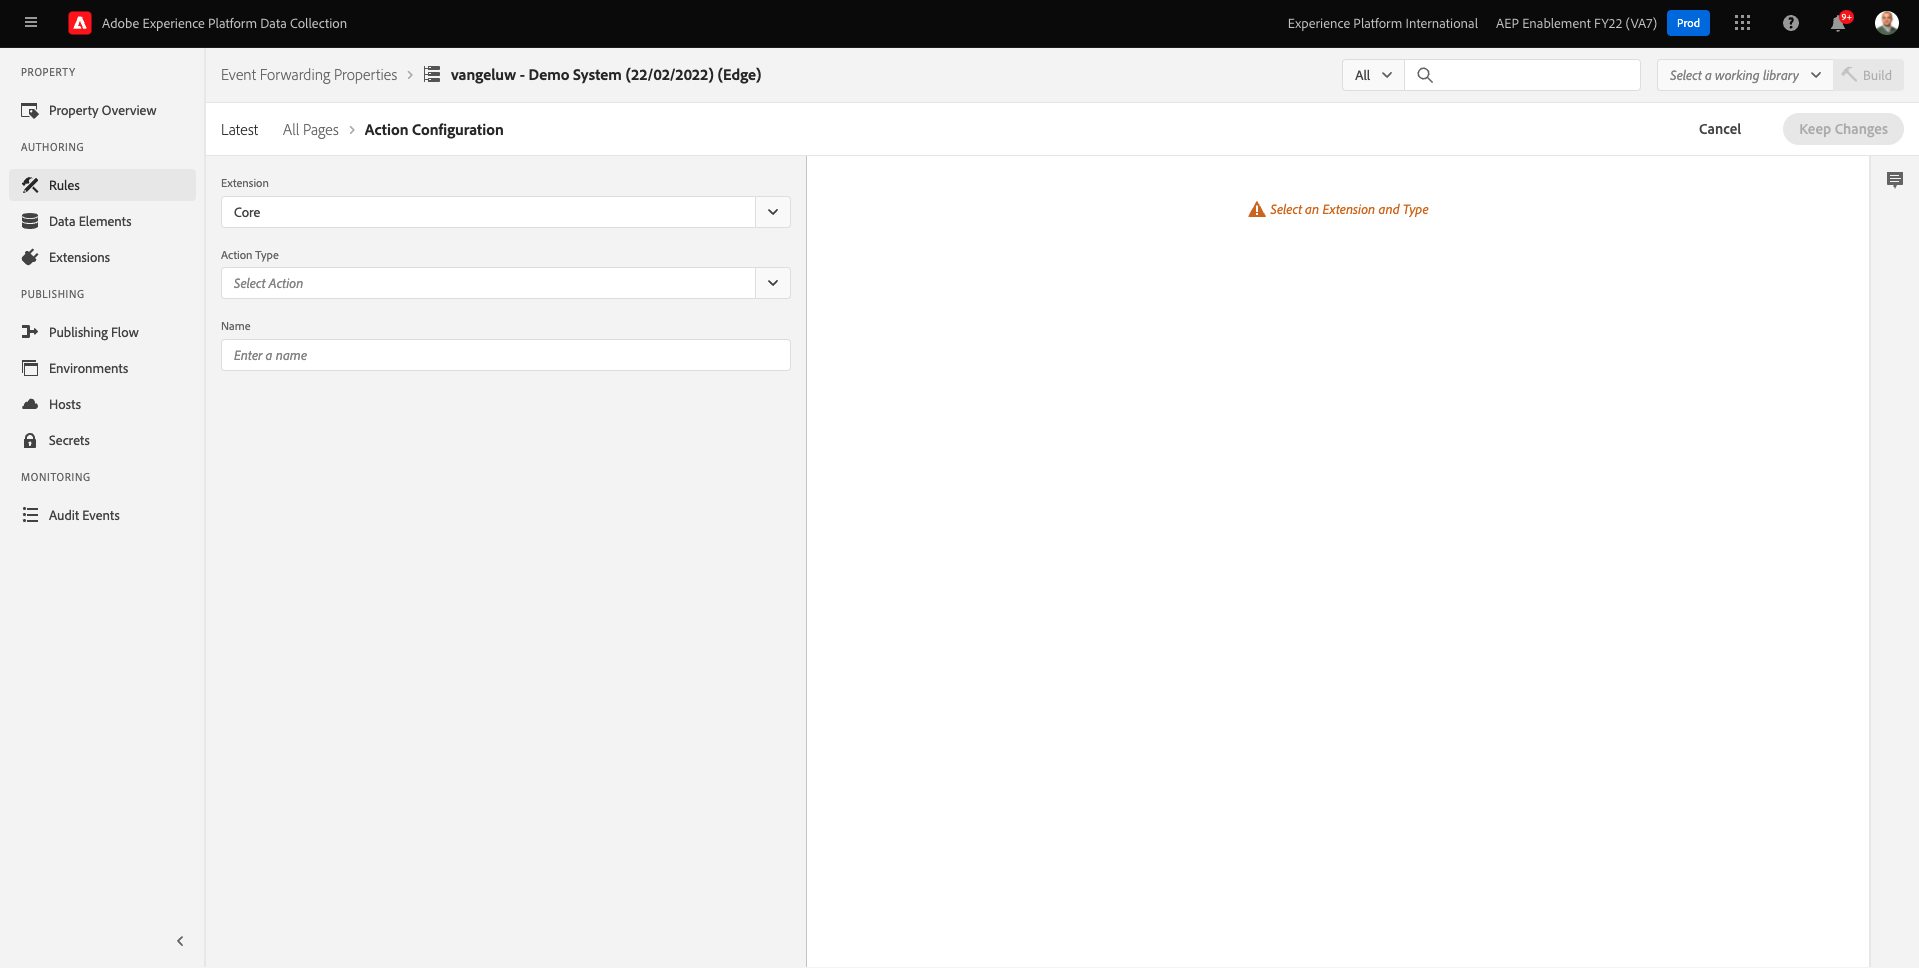 Adobe Experience Platform Data Collection
Experience Platform International AEP Enablement FY22 (VA7) Prod 9+
PROPERTY
Property Overview
AUTHORING
Rules
Data Elements
Extensions
PUBLISHING
Publishing Flow
Environments
Hosts
Secrets
MONITORING
Audit Events
Event Forwarding Properties vangeluw - Demo System (22/02/2022) (Edge)
All Select a working library Build
Latest All Pages Action Configuration Cancel Keep Changes
Extension
Core
Action Type
Select Action
Name
Enter a name
Select an Extension and Type